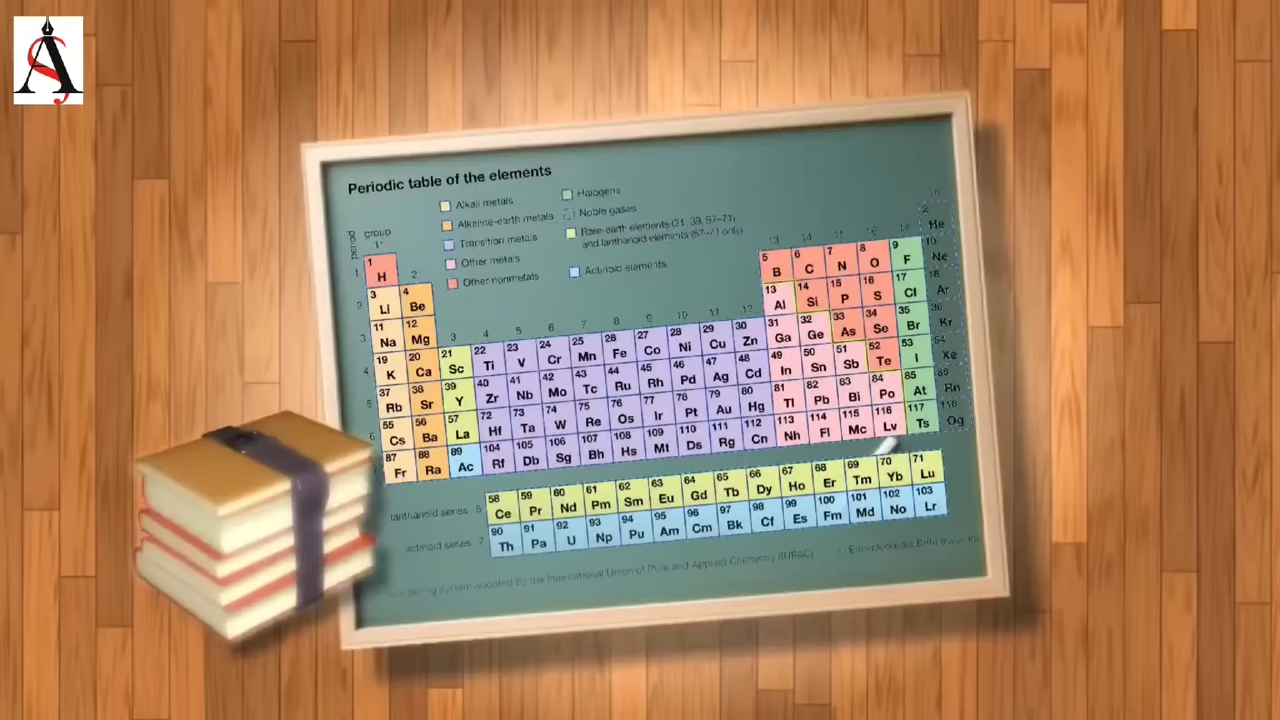 AS
Periodic table of the elements
Alkali metals
Halogens
Alkaline-earth metals
Noble gases
Transition metals
Rare-earth elements (21, 39, 57–71)
and lanthanoid elements (57–71 only)
Other metals
Other nonmetals
Actinoid elements
period
group
1*
18
2
13 14 15 16 17
3 4 5 6 7 8 9 10 11 12
1 2 3 4 5 6
1 H 2 He
3 Li 4 Be 5 B 6 C 7 N 8 O 9 F 10 Ne
11 Na 12 Mg 13 Al 14 Si 15 P 16 S 17 Cl 18 Ar
19 K 20 Ca 21 Sc 22 Ti 23 V 24 Cr 25 Mn 26 Fe 27 Co 28 Ni 29 Cu 30 Zn 31 Ga 32 Ge 33 As 34 Se 35 Br 36 Kr
37 Rb 38 Sr 39 Y 40 Zr 41 Nb 42 Mo 43 Tc 44 Ru 45 Rh 46 Pd 47 Ag 48 Cd 49 In 50 Sn 51 Sb 52 Te 53 I 54 Xe
55 Cs 56 Ba 57 La 72 Hf 73 Ta 74 W 75 Re 76 Os 77 Ir 78 Pt 79 Au 80 Hg 81 Tl 82 Pb 83 Bi 84 Po 85 At 86 Rn
87 Fr 88 Ra 89 Ac 104 Rf 105 Db 106 Sg 107 Bh 108 Hs 109 Mt 110 Ds 111 Rg 112 Cn 113 Nh 114 Fl 115 Mc 116 Lv 117 Ts 118 Og
lanthanoid series 6 58 Ce 59 Pr 60 Nd 61 Pm 62 Sm 63 Eu 64 Gd 65 Tb 66 Dy 67 Ho 68 Er 69 Tm 70 Yb 71 Lu
actinoid series 7 90 Th 91 Pa 92 U 93 Np 94 Pu 95 Am 96 Cm 97 Bk 98 Cf 99 Es 100 Fm 101 Md 102 No 103 Lr
system adopted by the International Union of Pure and Applied Chemistry (IUPAC)
Encyclopædia